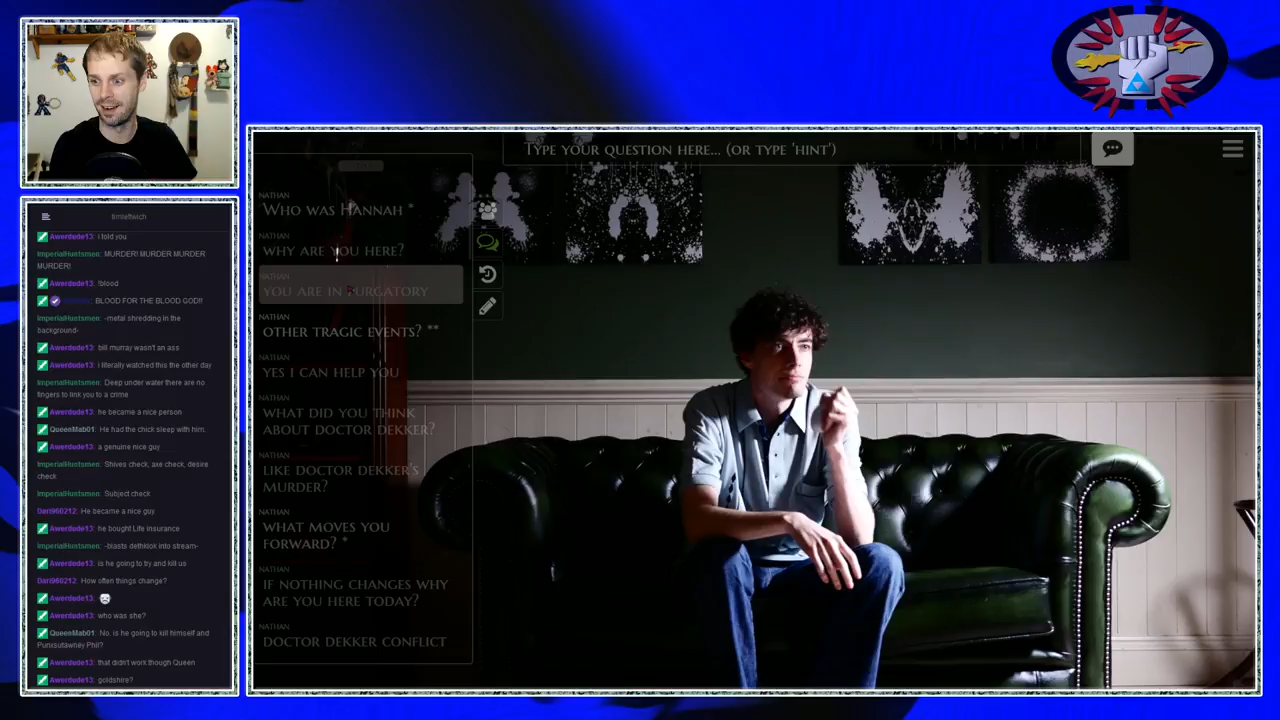 TYPE YOUR QUESTION HERE... (OR TYPE 'HINT')
timleftwich
Awerdude13: i told you
ImperialHuntsmen: MURDER! MURDER MURDER
MURDER!
Awerdude13: !blood
: BLOOD FOR THE BLOOD GOD!!
ImperialHuntsmen: -metal shredding in the
background-
Awerdude13: bill murray wasn't an ass
Awerdude13: i literally watched this the other day
ImperialHuntsmen: Deep under water there are no
fingers to link you to a crime
Awerdude13: he became a nice person
QueenMab01: He had the chick sleep with him.
Awerdude13: a genuine nice guy
ImperialHuntsmen: Shives check, axe check, desire
check
ImperialHuntsmen: Subject check
Dari960212: He became a nice guy
Awerdude13: he bought Life insurance
ImperialHuntsmen: -blasts dethklok into stream-
Awerdude13: is he going to try and kill us
Dari960212: How often things change?
Awerdude13:
Awerdude13: who was she?
QueenMab01: No. is he going to kill himself and
Punxsutawney Phil?
Awerdude13: that didn't work though Queen
Awerdude13: goldshire?
NATHAN
WHO WAS HANNAH *
NATHAN
WHY ARE YOU HERE?
NATHAN
YOU ARE IN PURGATORY
NATHAN
OTHER TRAGIC EVENTS? **
NATHAN
YES I CAN HELP YOU
NATHAN
WHAT DID YOU THINK
ABOUT DOCTOR DEKKER?
NATHAN
LIKE DOCTOR DEKKER'S
MURDER?
NATHAN
WHAT MOVES YOU
FORWARD? *
NATHAN
IF NOTHING CHANGES WHY
ARE YOU HERE TODAY?
NATHAN
DOCTOR DEKKER CONFLICT